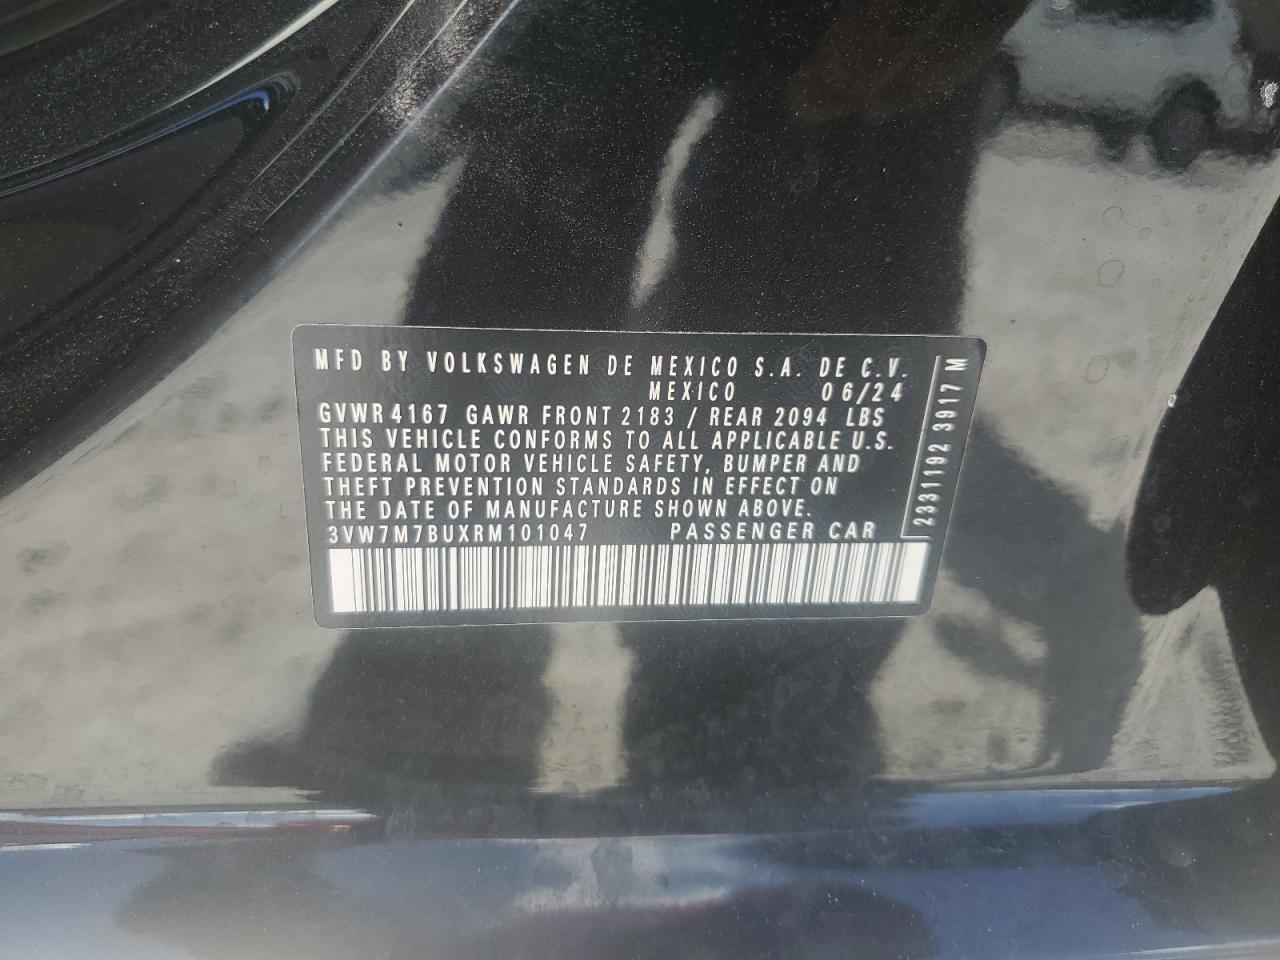 MFD BY VOLKSWAGEN DE MEXICO S.A. DE C.V.
MEXICO 06/24
GVWR 4167 GAWR FRONT 2183 / REAR 2094 LBS
THIS VEHICLE CONFORMS TO ALL APPLICABLE U.S.
FEDERAL MOTOR VEHICLE SAFETY, BUMPER AND
THEFT PREVENTION STANDARDS IN EFFECT ON
THE DATE OF MANUFACTURE SHOWN ABOVE.
3VW7M7BUXRM101047 PASSENGER CAR
2331192 3917 M